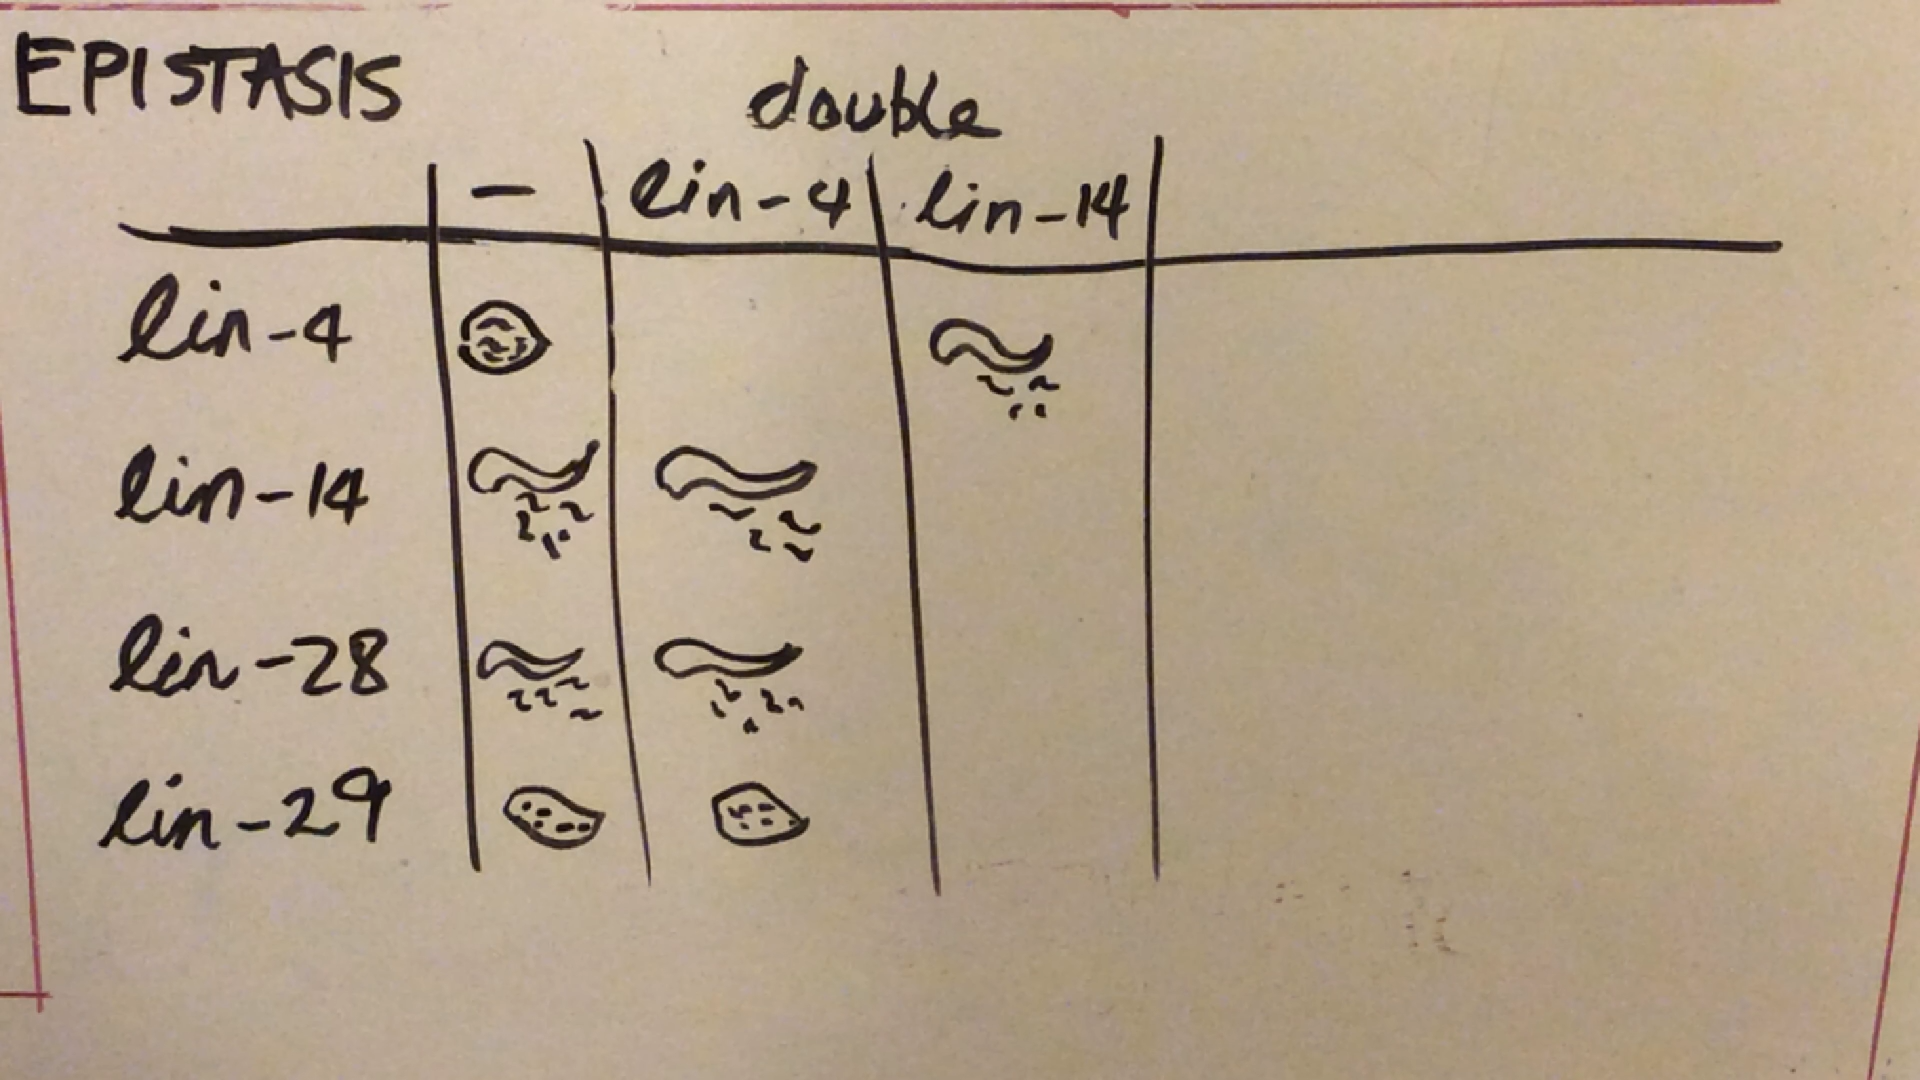 EPISTASIS
double
– lin-4 lin-14
lin-4
lin-14
lin-28
lin-29